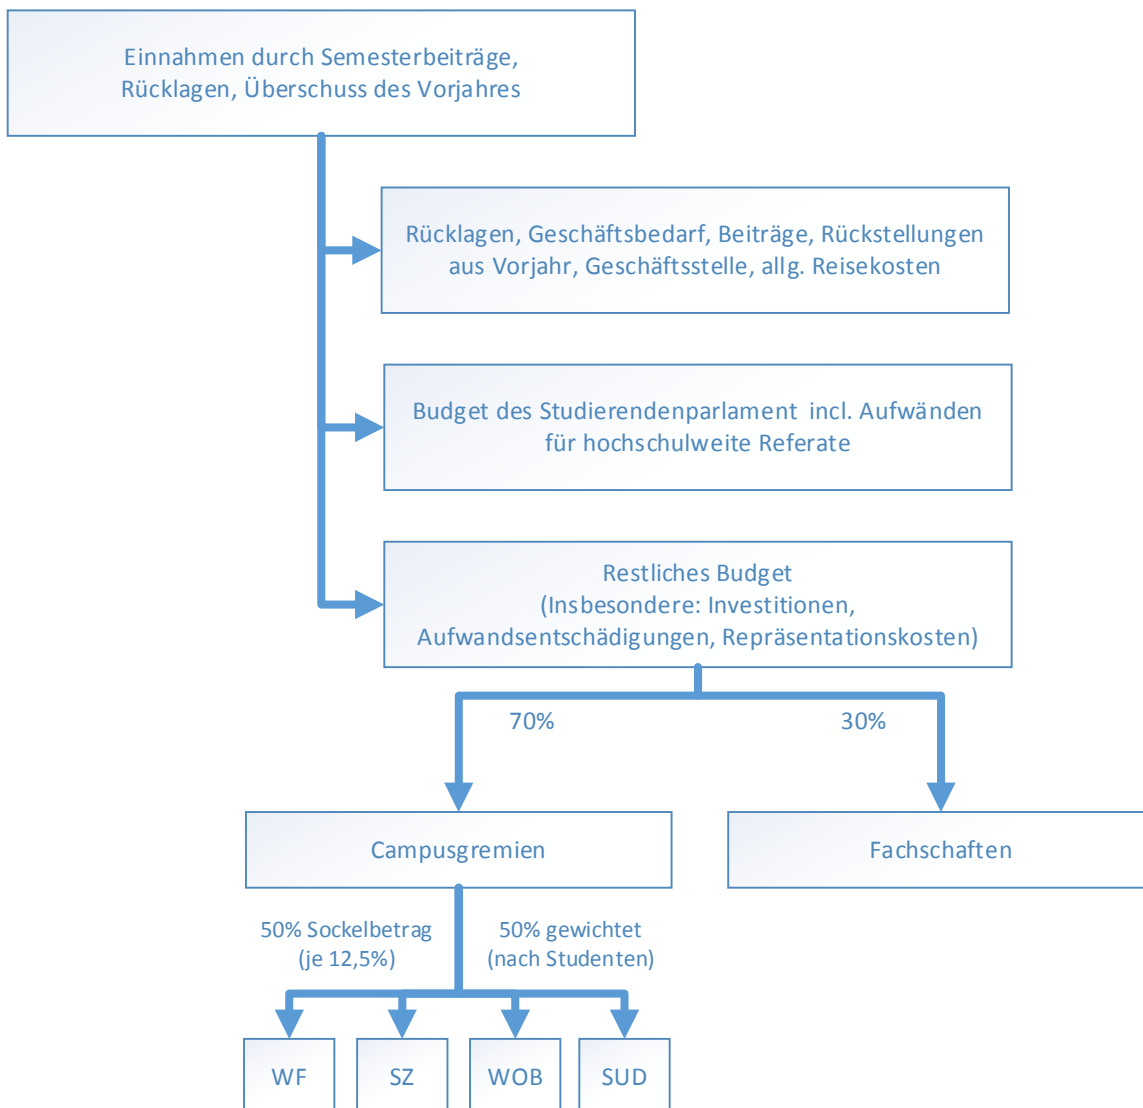 Einnahmen durch Semesterbeiträge,
Rücklagen, Überschuss des Vorjahres
Rücklagen, Geschäftsbedarf, Beiträge, Rückstellungen
aus Vorjahr, Geschäftsstelle, allg. Reisekosten
Budget des Studierendenparlament incl. Aufwänden
für hochschulweite Referate
Restliches Budget
(Insbesondere: Investitionen,
Aufwandsentschädigungen, Repräsentationskosten)
70%
30%
Campusgremien
Fachschaften
50% Sockelbetrag
(je 12,5%)
50% gewichtet
(nach Studenten)
WF
SZ
WOB
SUD